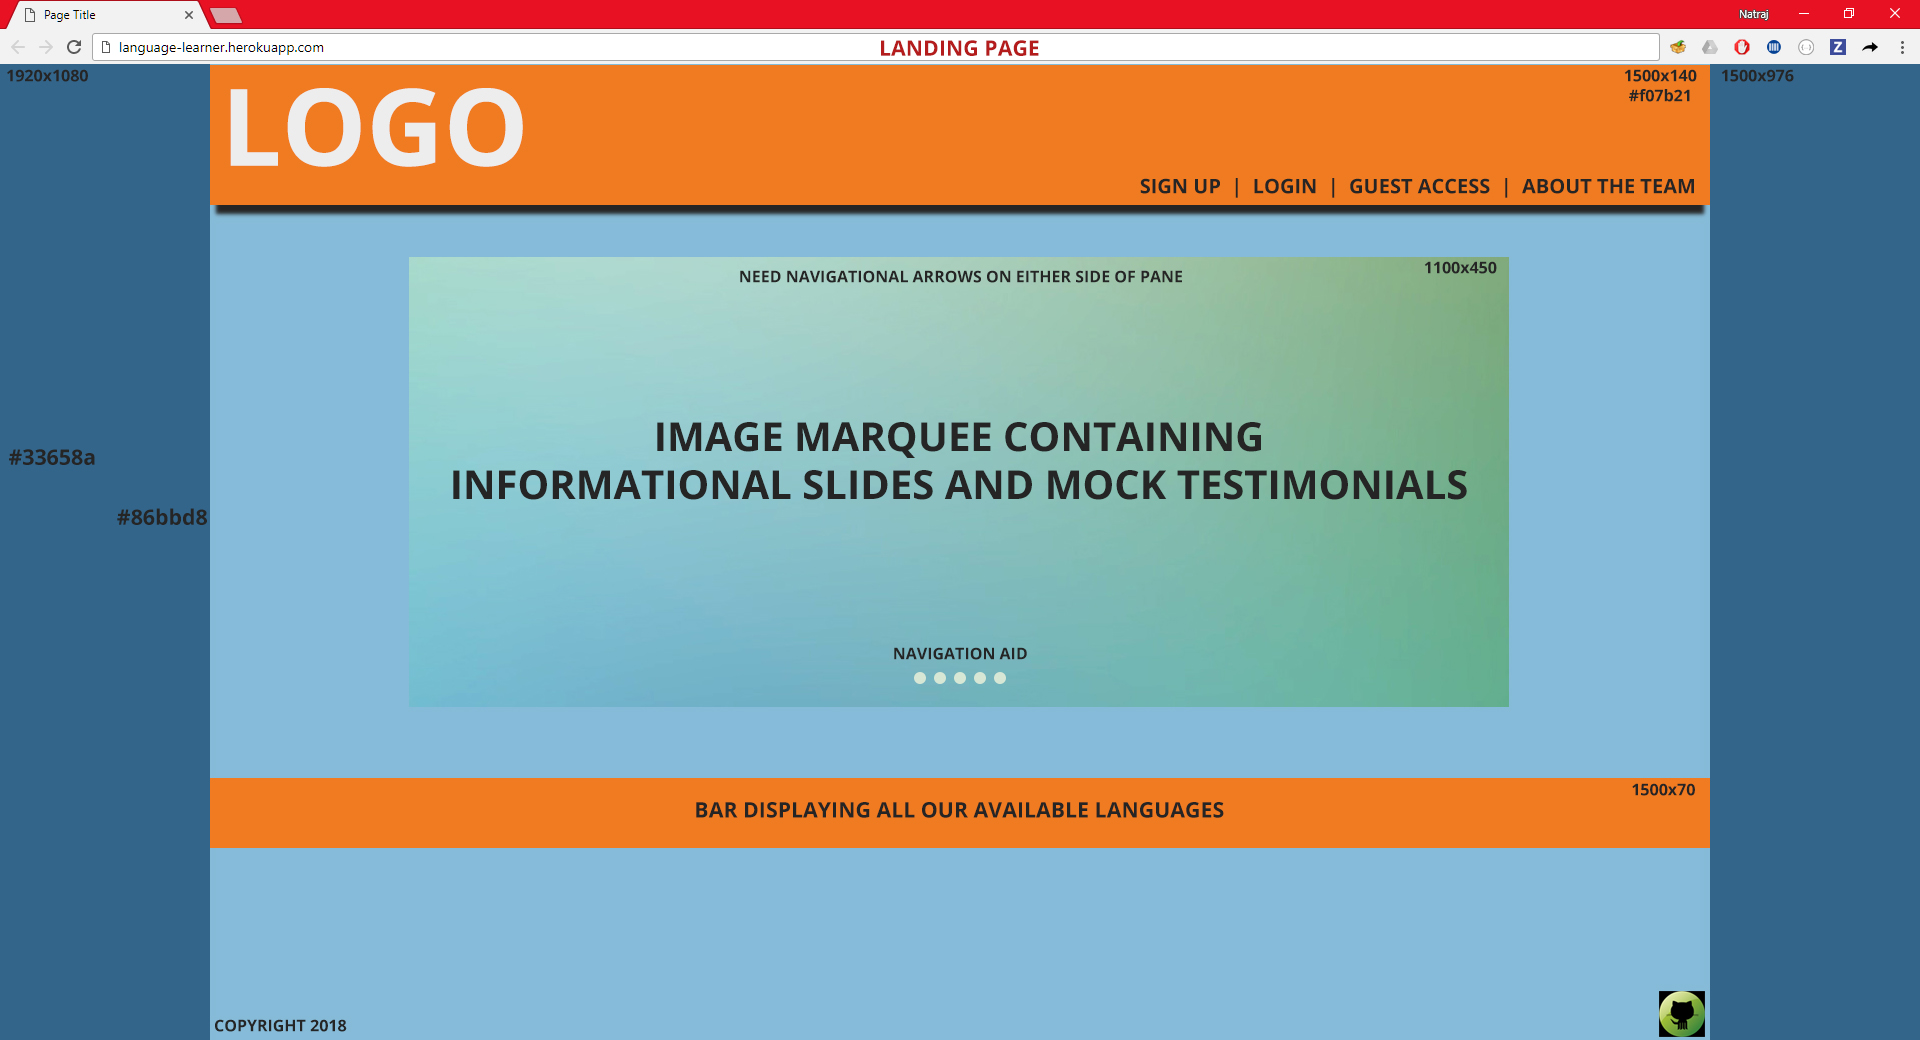 Page Title
Natraj
language-learner.herokuapp.com
LANDING PAGE
Z
1920x1080
1500x140
1500x976
#f07b21
LOGO
SIGN UP | LOGIN | GUEST ACCESS | ABOUT THE TEAM
1100x450
NEED NAVIGATIONAL ARROWS ON EITHER SIDE OF PANE
IMAGE MARQUEE CONTAINING
INFORMATIONAL SLIDES AND MOCK TESTIMONIALS
#33658a
#86bbd8
NAVIGATION AID
1500x70
BAR DISPLAYING ALL OUR AVAILABLE LANGUAGES
COPYRIGHT 2018